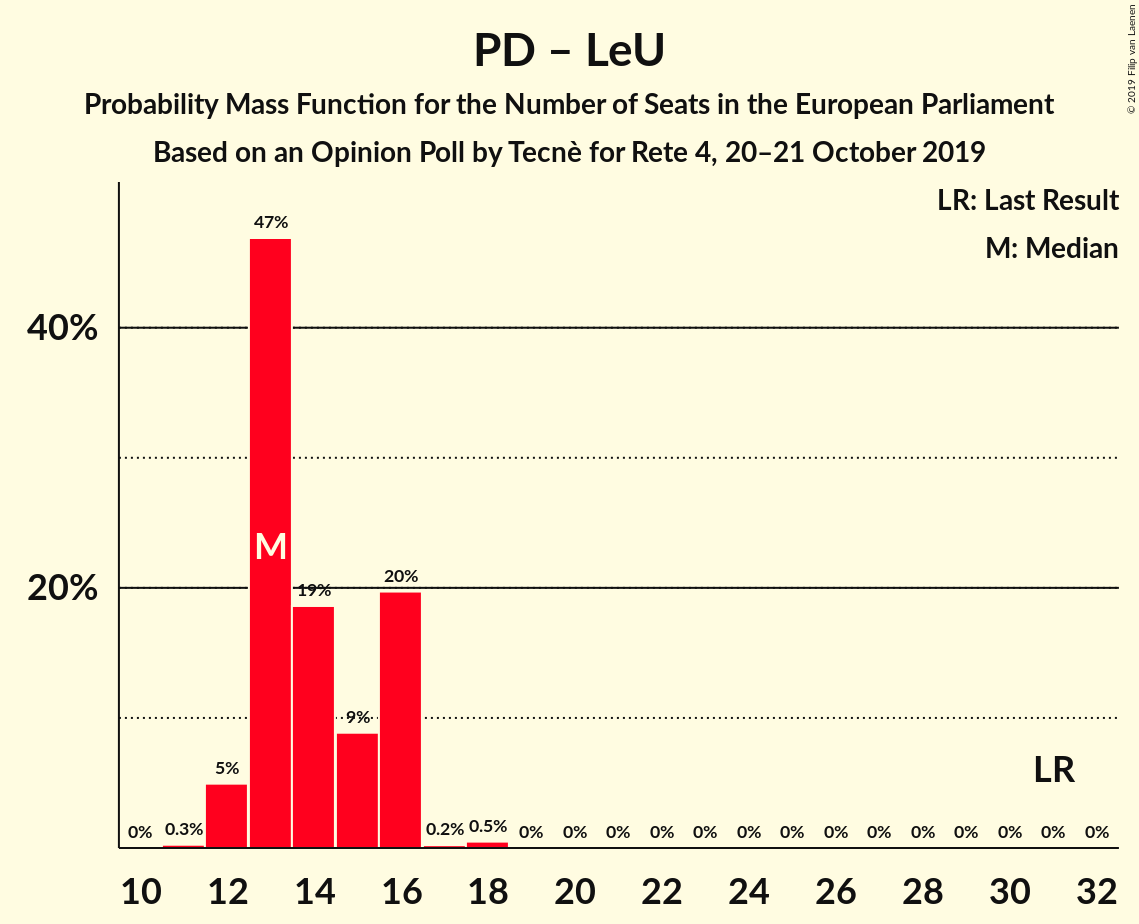 PD – LeU
Probability Mass Function for the Number of Seats in the European Parliament
Based on an Opinion Poll by Tecnè for Rete 4, 20–21 October 2019
© 2019 Filip van Laenen
LR: Last Result
M: Median
40%
20%
0% 0.3% 5% 47% 19% 9% 20% 0.2% 0.5% 0% 0% 0% 0% 0% 0% 0% 0% 0% 0% 0% 0% 0% 0%
M
LR
10 12 14 16 18 20 22 24 26 28 30 32